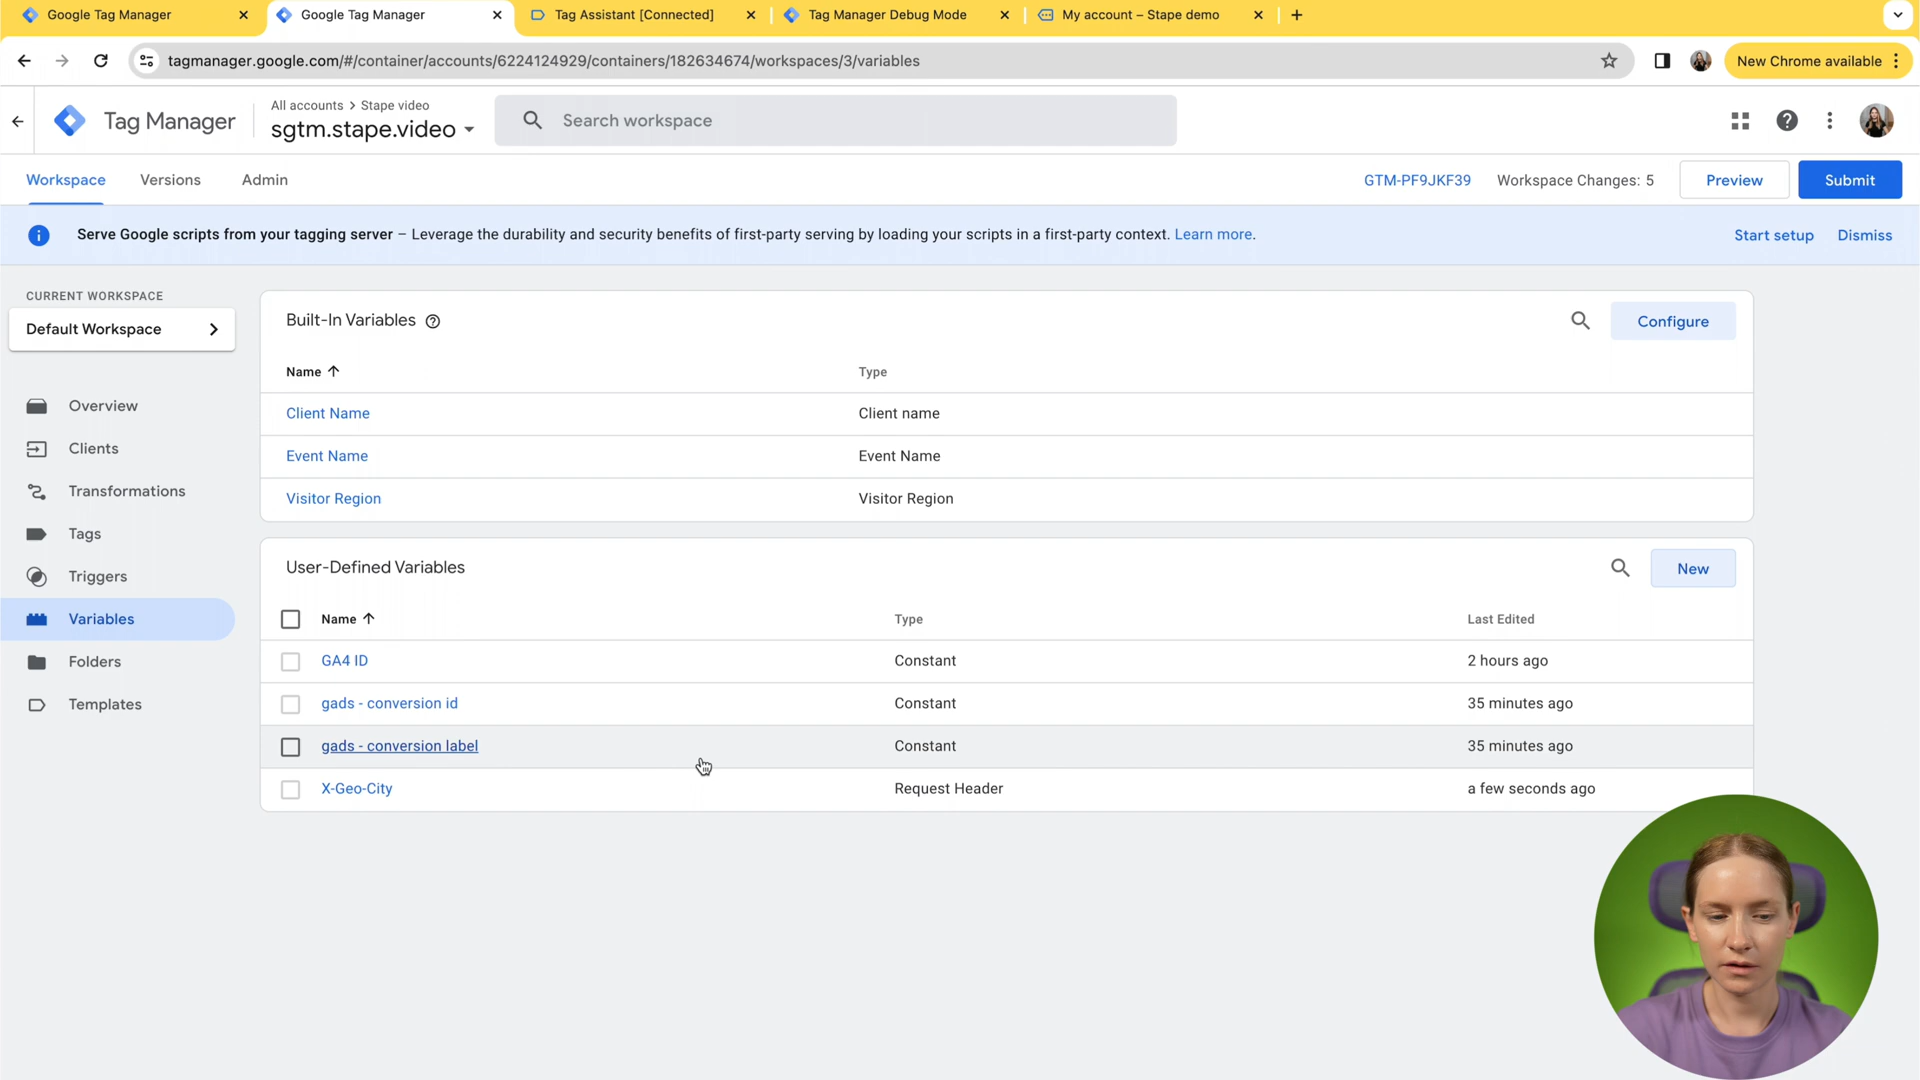 Google Tag Manager
Google Tag Manager
Tag Assistant [Connected]
Tag Manager Debug Mode
My account – Stape demo
tagmanager.google.com/#/container/accounts/6224124929/containers/182634674/workspaces/3/variables
New Chrome available
Tag Manager
All accounts > Stape video
sgtm.stape.video
Search workspace
Workspace
Versions
Admin
GTM-PF9JKF39
Workspace Changes: 5
Preview
Submit
Serve Google scripts from your tagging server – Leverage the durability and security benefits of first-party serving by loading your scripts in a first-party context. Learn more.
Start setup
Dismiss
CURRENT WORKSPACE
Default Workspace
Overview
Clients
Transformations
Tags
Triggers
Variables
Folders
Templates
Built-In Variables
Configure
Name Type
Client Name Client name
Event Name Event Name
Visitor Region Visitor Region
User-Defined Variables
New
Name Type Last Edited
GA4 ID Constant 2 hours ago
gads - conversion id Constant 35 minutes ago
gads - conversion label Constant 35 minutes ago
X-Geo-City Request Header a few seconds ago